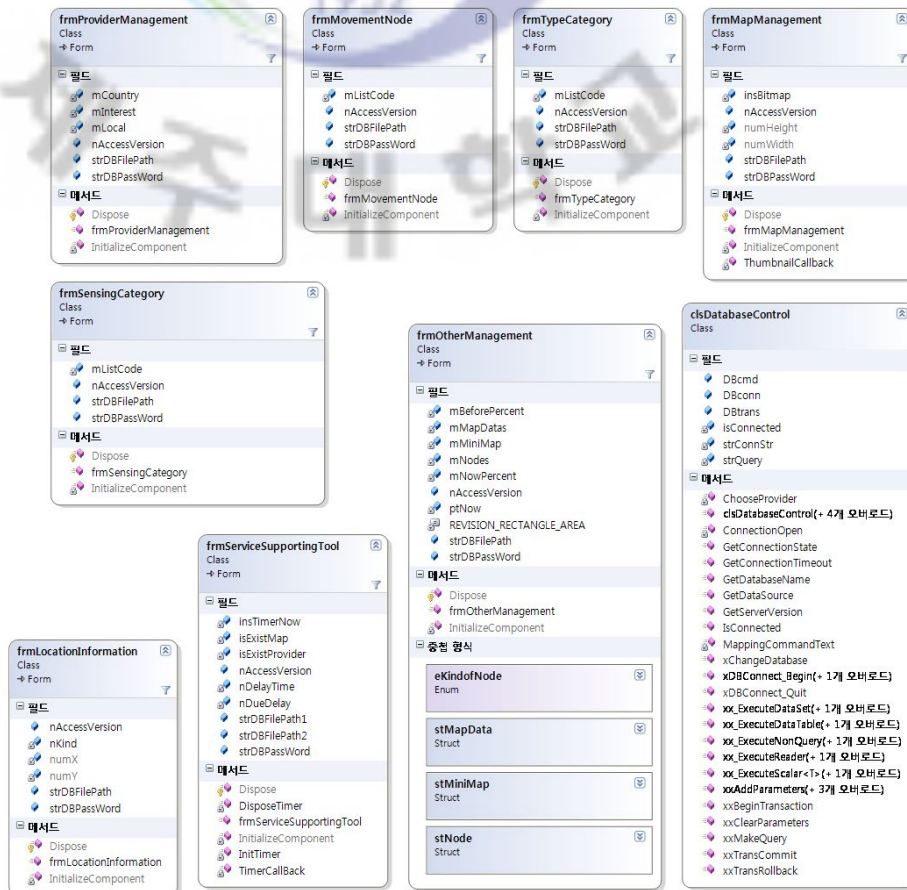 frmProviderManagement
Class
Form
필드
mCountry
mInterest
mLocal
nAccessVersion
strDBFilePath
strDBPassWord
메서드
Dispose
frmProviderManagement
InitializeComponent
frmMovementNode
Class
Form
필드
mListCode
nAccessVersion
strDBFilePath
strDBPassWord
메서드
Dispose
frmMovementNode
InitializeComponent
frmTypeCategory
Class
Form
필드
mListCode
nAccessVersion
strDBFilePath
strDBPassWord
메서드
Dispose
frmTypeCategory
InitializeComponent
frmMapManagement
Class
Form
필드
insBitmap
nAccessVersion
numHeight
numWidth
strDBFilePath
strDBPassWord
메서드
Dispose
frmMapManagement
InitializeComponent
ThumbnailCallback
제주대학교
frmSensingCategory
Class
Form
필드
mListCode
nAccessVersion
strDBFilePath
strDBPassWord
메서드
Dispose
frmSensingCategory
InitializeComponent
frmOtherManagement
Class
Form
필드
mBeforePercent
mMapDatas
mMiniMap
mNodes
mNowPercent
nAccessVersion
ptNow
REVISION_RECTANGLE_AREA
strDBFilePath
strDBPassWord
메서드
Dispose
frmOtherManagement
InitializeComponent
중첩 형식
eKindofNode
Enum
stMapData
Struct
stMiniMap
Struct
stNode
Struct
clsDatabaseControl
Class
필드
DBcmd
DBconn
DBtrans
isConnected
strConnStr
strQuery
메서드
ChooseProvider
clsDatabaseControl(+ 4개 오버로드)
ConnectionOpen
GetConnectionState
GetConnectionTimeout
GetDatabaseName
GetDataSource
GetServerVersion
IsConnected
MappingCommandText
xChangeDatabase
xDBConnect_Begin(+ 1개 오버로드)
xDBConnect_Quit
xx_ExecuteDataSet(+ 1개 오버로드)
xx_ExecuteDataTable(+ 1개 오버로드)
xx_ExecuteNonQuery(+ 1개 오버로드)
xx_ExecuteReader(+ 1개 오버로드)
xx_ExecuteScalar<T>(+ 1개 오버로드)
xxAddParameters(+ 3개 오버로드)
xxBeginTransaction
xxClearParameters
xxMakeQuery
xxTransCommit
xxTransRollback
frmServiceSupportingTool
Class
Form
필드
insTimerNow
isExistMap
isExistProvider
nAccessVersion
nDelayTime
nDueDelay
strDBFilePath1
strDBFilePath2
strDBPassWord
메서드
Dispose
DisposeTimer
frmServiceSupportingTool
InitializeComponent
InitTimer
TimerCallBack
frmLocationInformation
Class
Form
필드
nAccessVersion
nKind
numX
numY
strDBFilePath
strDBPassWord
메서드
Dispose
frmLocationInformation
InitializeComponent